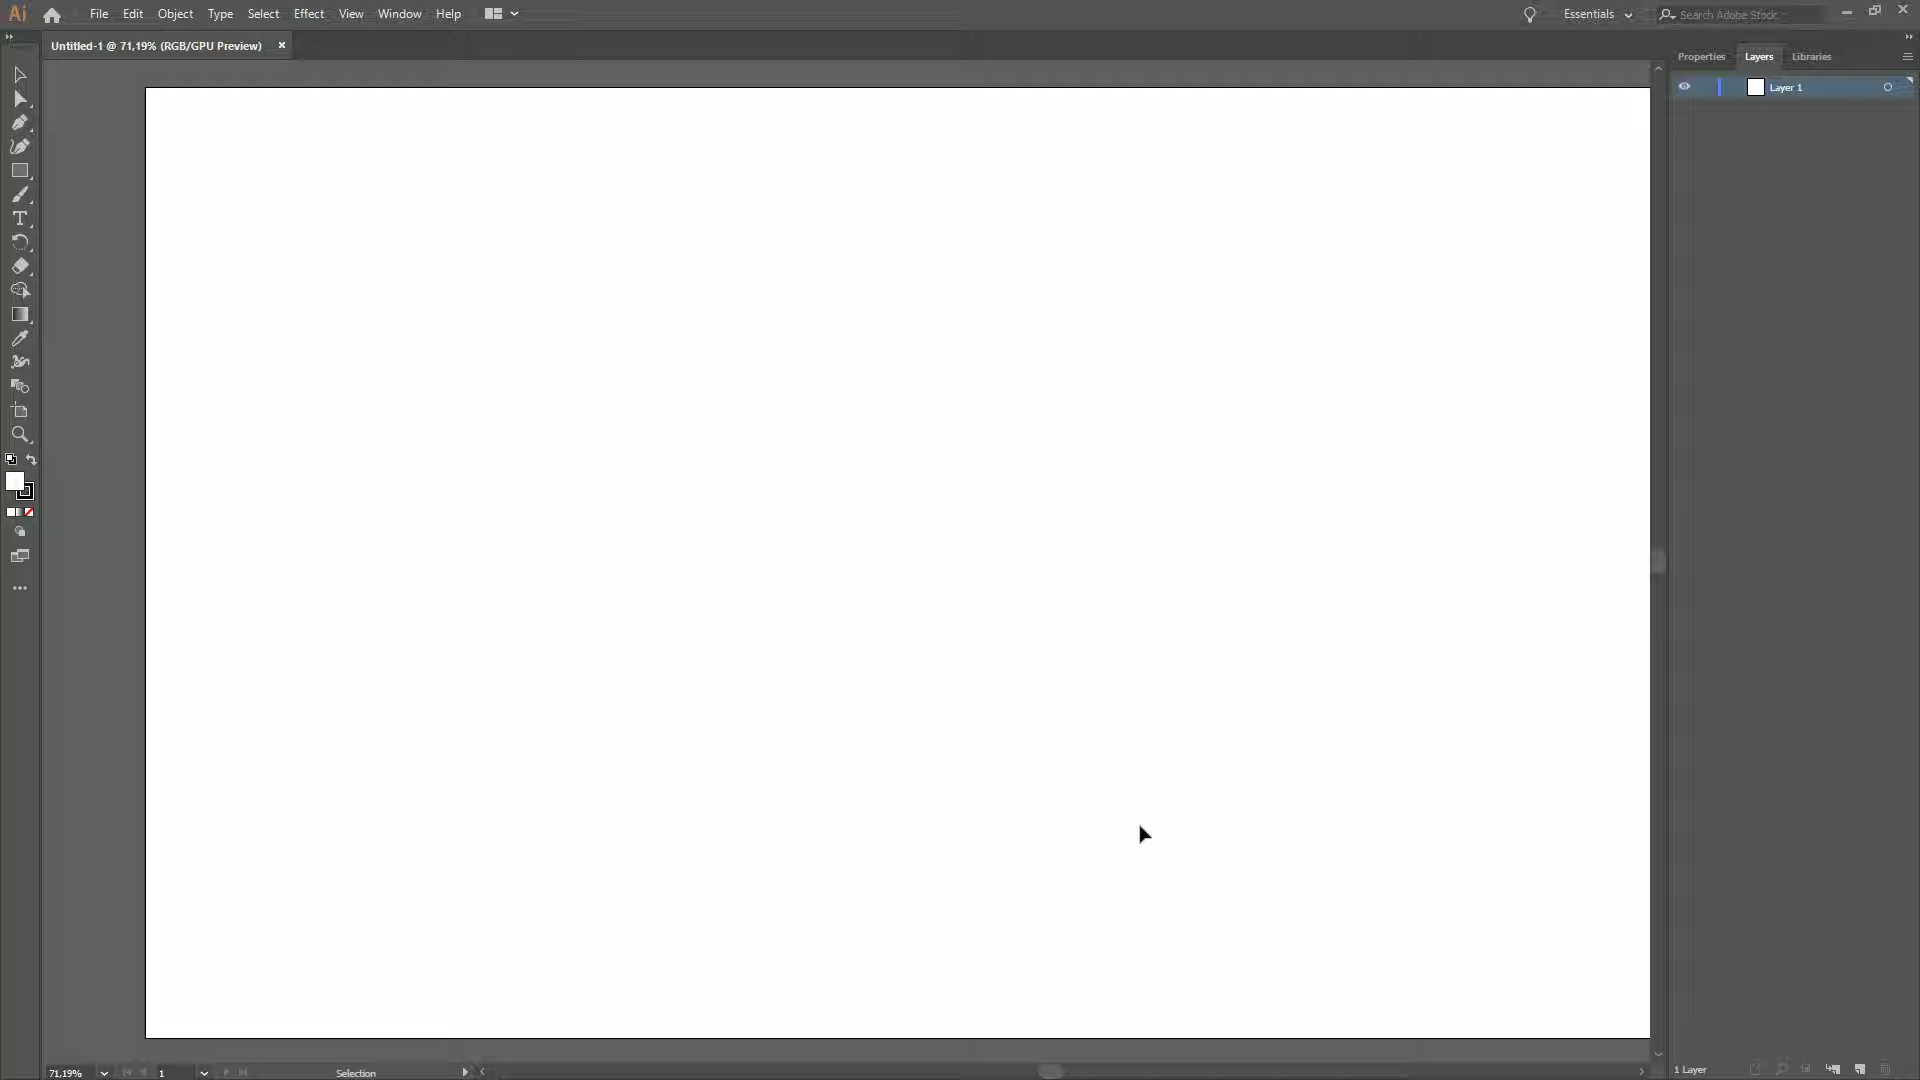 Ai File Edit Object Type Select Effect View Window Help Essentials Search Adobe Stock
Untitled-1 @ 71,19% (RGB/GPU Preview)
Properties Layers Libraries
Layer 1
71,19% 1 Selection 1 Layer